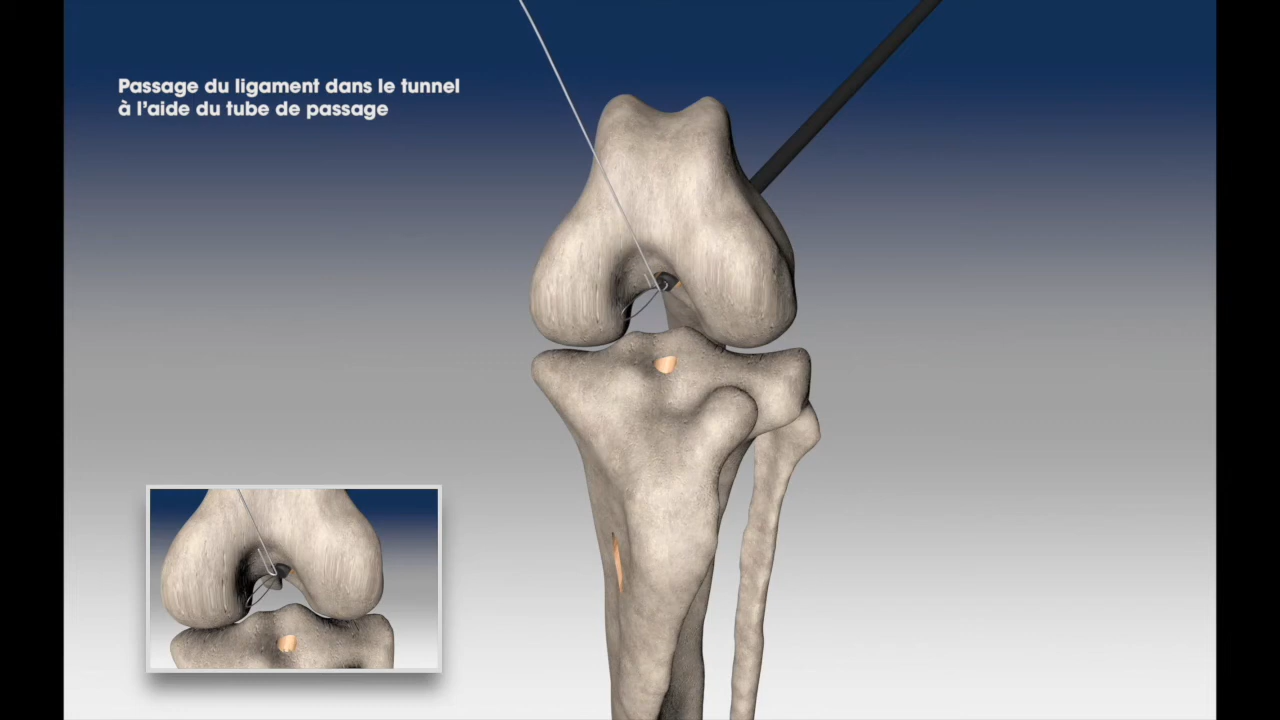 Passage du ligament dans le tunnel
à l'aide du tube de passage